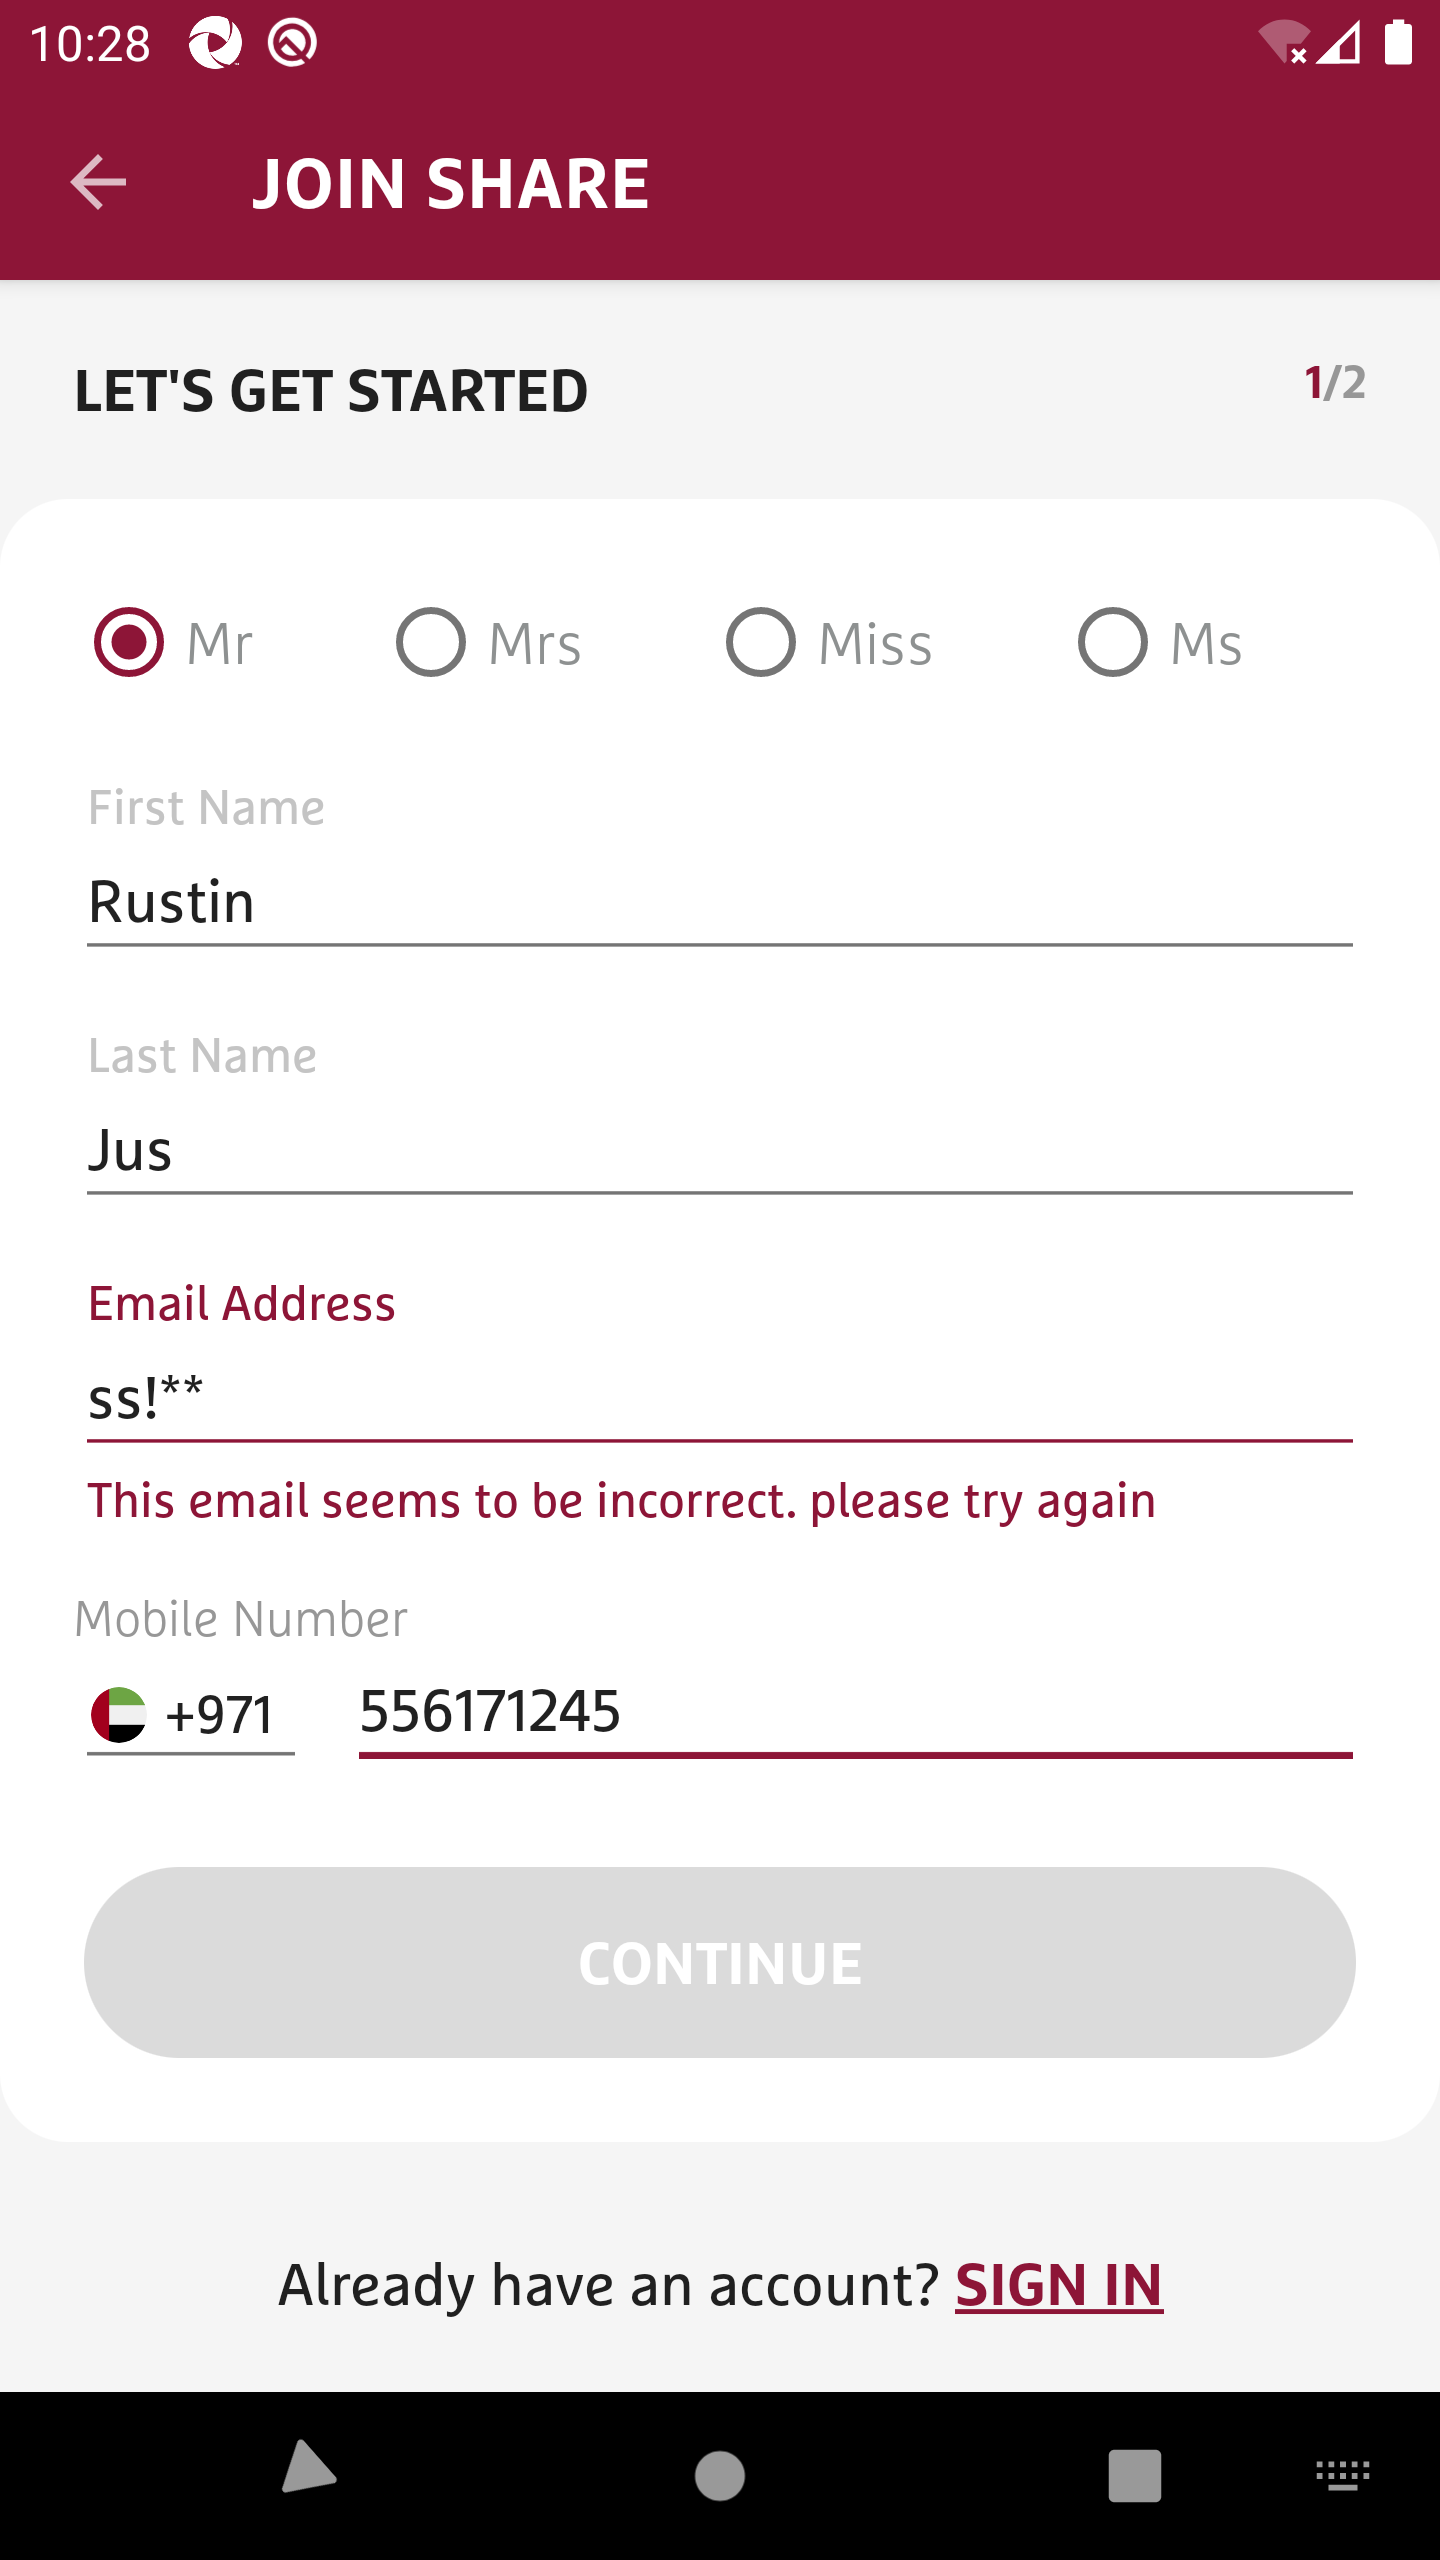 10:28
JOIN SHARE
LET'S GET STARTED
1/2
Mr Mrs Miss Ms
First Name
Rustin
Last Name
Jus
Email Address
ss!**
This email seems to be incorrect. please try again
Mobile Number
+971 556171245
CONTINUE
Already have an account? SIGN IN